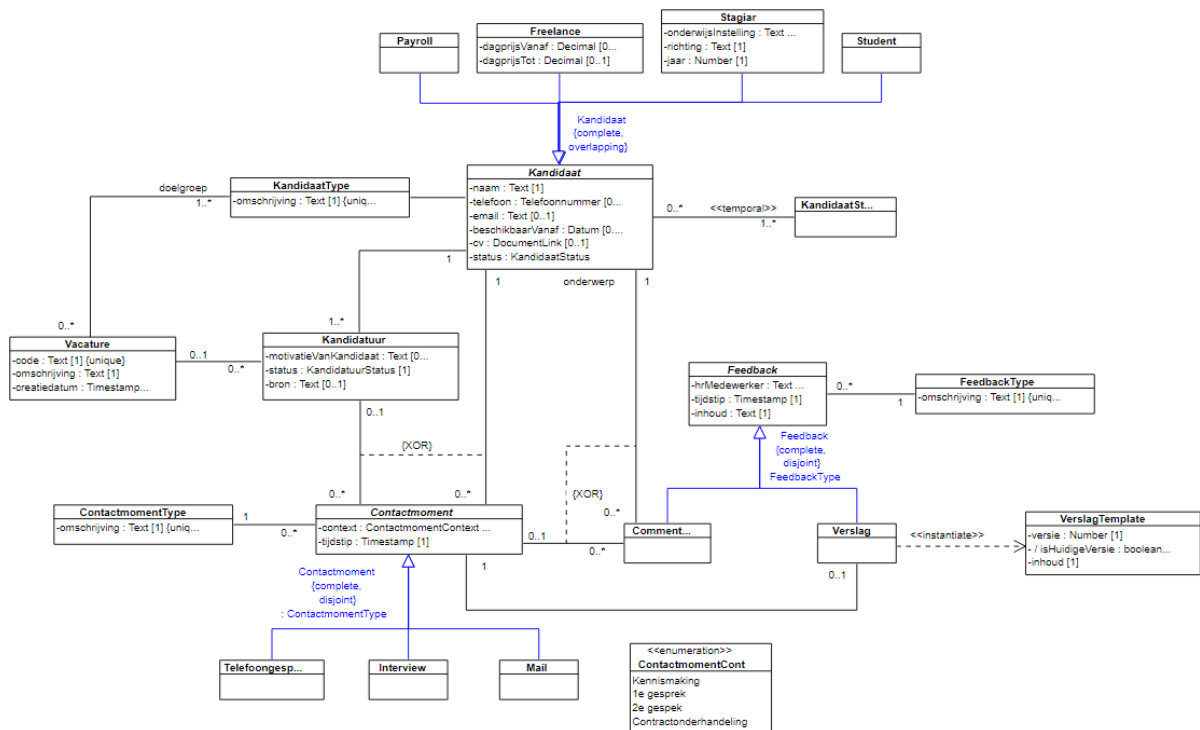 Payroll
Freelance
-dagprijsVanaf : Decimal [0...
-dagprijsTot : Decimal [0..1]
Stagiar
-onderwijsInstelling : Text ...
-richting : Text [1]
-jaar : Number [1]
Student
Kandidaat
{complete,
overlapping}
doelgroep
1..*
KandidaatType
-omschrijving : Text [1] {uniq...
Kandidaat
-naam : Text [1]
-telefoon : Telefoonnummer [0...
-email : Text [0..1]
-beschikbaarVanaf : Datum [0....
-cv : DocumentLink [0..1]
-status : KandidaatStatus
0..*
<<temporal>>
1..*
KandidaatSt...
1
1
onderwerp
1
0..*
1..*
Vacature
-code : Text [1] {unique}
-omschrijving : Text [1]
-creatiedatum : Timestamp...
0..1
0..*
Kandidatuur
-motivatieVanKandidaat : Text [0...
-status : KandidatuurStatus [1]
-bron : Text [0..1]
0..1
Feedback
-hrMedewerker : Text ...
-tijdstip : Timestamp [1]
-inhoud : Text [1]
0..*
1
FeedbackType
-omschrijving : Text [1] {uniq...
Feedback
{complete,
disjoint}
FeedbackType
{XOR}
{XOR}
0..*
0..*
0..*
ContactmomentType
-omschrijving : Text [1] {uniq...
1
0..*
Contactmoment
-context : ContactmomentContext ...
-tijdstip : Timestamp [1]
0..1
0..*
Comment...
Verslag
<<instantiate>>
VerslagTemplate
-versie : Number [1]
- / isHuidigeVersie : boolean...
-inhoud [1]
1
0..1
Contactmoment
{complete,
disjoint}
: ContactmomentType
Telefoongesp...
Interview
Mail
<<enumeration>>
ContactmomentCont
Kennismaking
1e gesprek
2e gespek
Contractonderhandeling